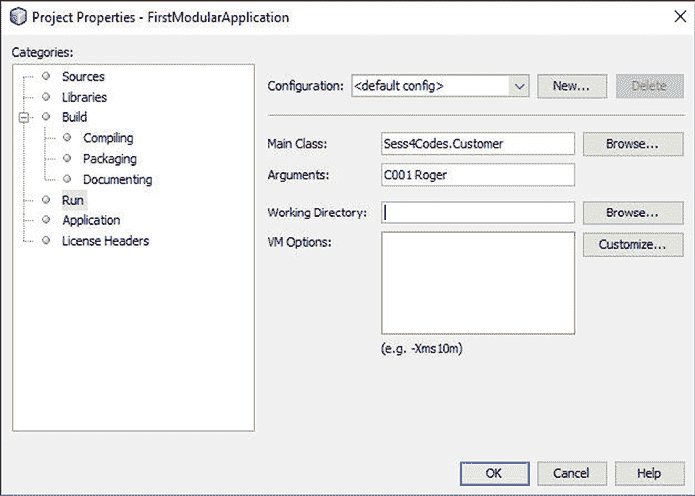 Project Properties - FirstModularApplication
Categories:
Sources
Libraries
Build
Compiling
Packaging
Documenting
Run
Application
License Headers
Configuration: <default config> New... Delete
Main Class: Sess4Codes.Customer Browse...
Arguments: C001 Roger
Working Directory: Browse...
VM Options: Customize...
(e.g. -Xms10m)
OK Cancel Help